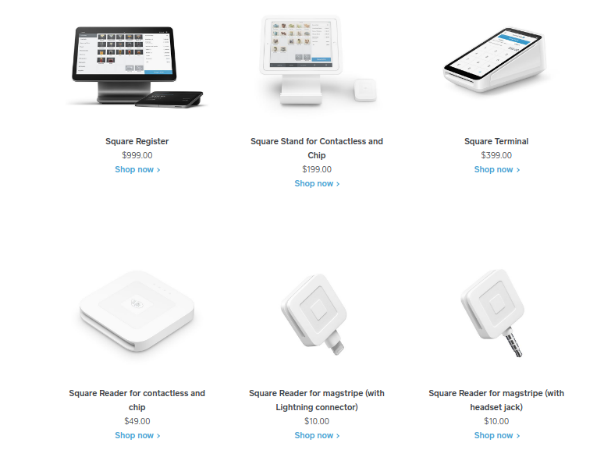 Square Register
$999.00
Shop now >
Square Stand for Contactless and
Chip
$199.00
Shop now >
Square Terminal
$399.00
Shop now >
Square Reader for contactless and
chip
$49.00
Shop now >
Square Reader for magstripe (with
Lightning connector)
$10.00
Shop now >
Square Reader for magstripe (with
headset jack)
$10.00
Shop now >